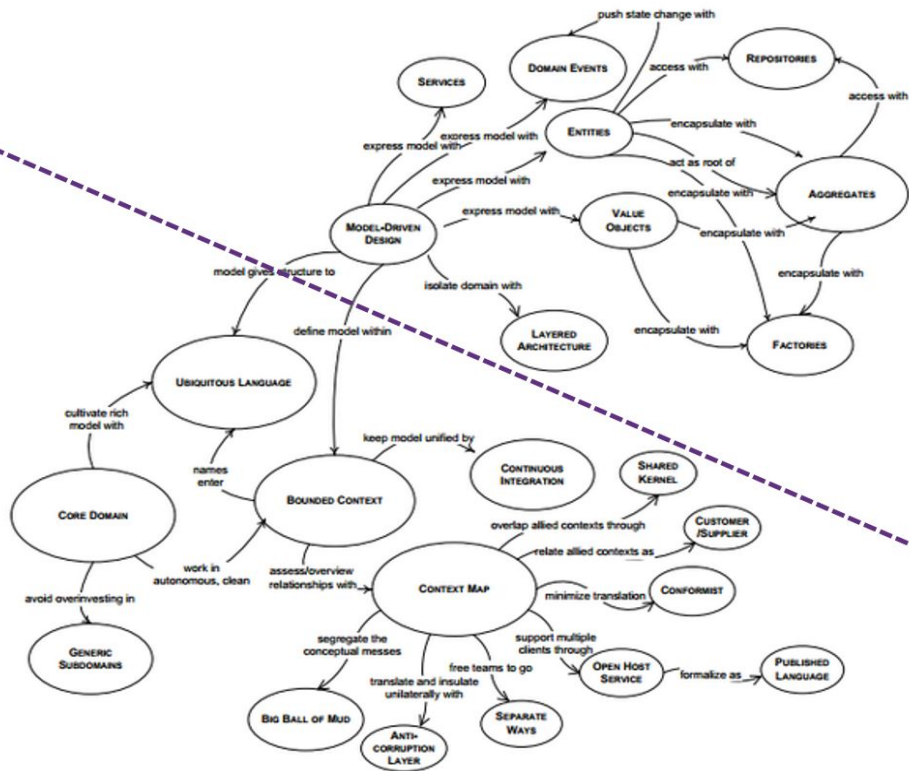 push state change with
DOMAIN EVENTS
REPOSITORIES
SERVICES
access with
access with
ENTITIES
encapsulate with
express model with
express model with
act as root of
express model with
encapsulate with
AGGREGATES
express model with
VALUE
OBJECTS
MODEL-DRIVEN
DESIGN
encapsulate with
model gives structure to
encapsulate with
isolate domain with
define model within
encapsulate with
LAYERED
ARCHITECTURE
FACTORIES
UBIQUITOUS LANGUAGE
cultivate rich
model with
keep model unified by
names
enter
CONTINUOUS
INTEGRATION
SHARED
KERNEL
BOUNDED CONTEXT
CORE DOMAIN
overlap allied contexts through
CUSTOMER
/SUPPLIER
relate allied contexts as
work in
autonomous, clean
assess/overview
relationships with
CONTEXT MAP
minimize translation
CONFORMIST
avoid overinvesting in
segregate the
conceptual messes
support multiple
clients through
GENERIC
SUBDOMAINS
free teams to go
OPEN HOST
SERVICE
formalize as
PUBLISHED
LANGUAGE
translate and insulate
unilaterally with
BIG BALL OF MUD
SEPARATE
WAYS
ANTI-
CORRUPTION
LAYER